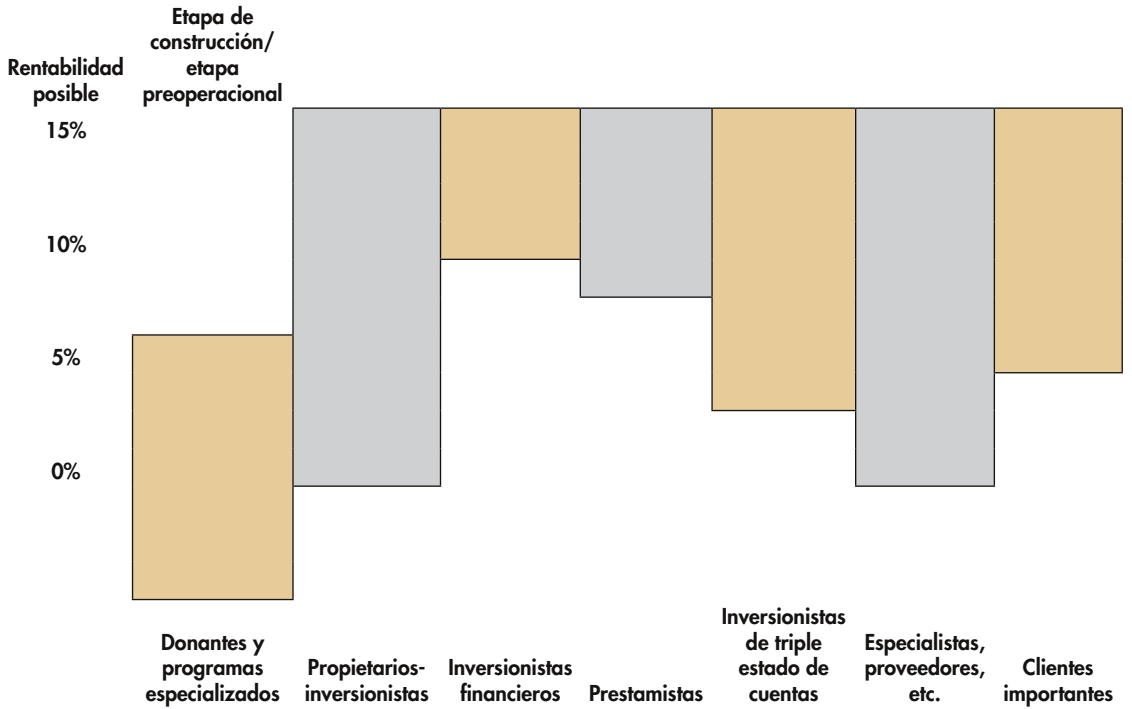 Rentabilidad
posible
Etapa de
construcción/
etapa
preoperacional
15%
10%
5%
0%
Donantes y
programas
especializados
Propietarios-
inversionistas
Inversionistas
financieros
Prestamistas
Inversionistas
de triple
estado de
cuentas
Especialistas,
proveedores,
etc.
Clientes
importantes